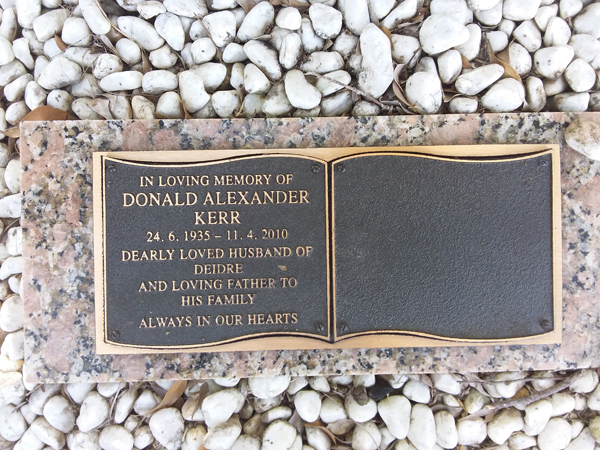 IN LOVING MEMORY OF
DONALD ALEXANDER
KERR
24. 6. 1935 – 11. 4. 2010
DEARLY LOVED HUSBAND OF
DEIDRE
AND LOVING FATHER TO
HIS FAMILY
ALWAYS IN OUR HEARTS